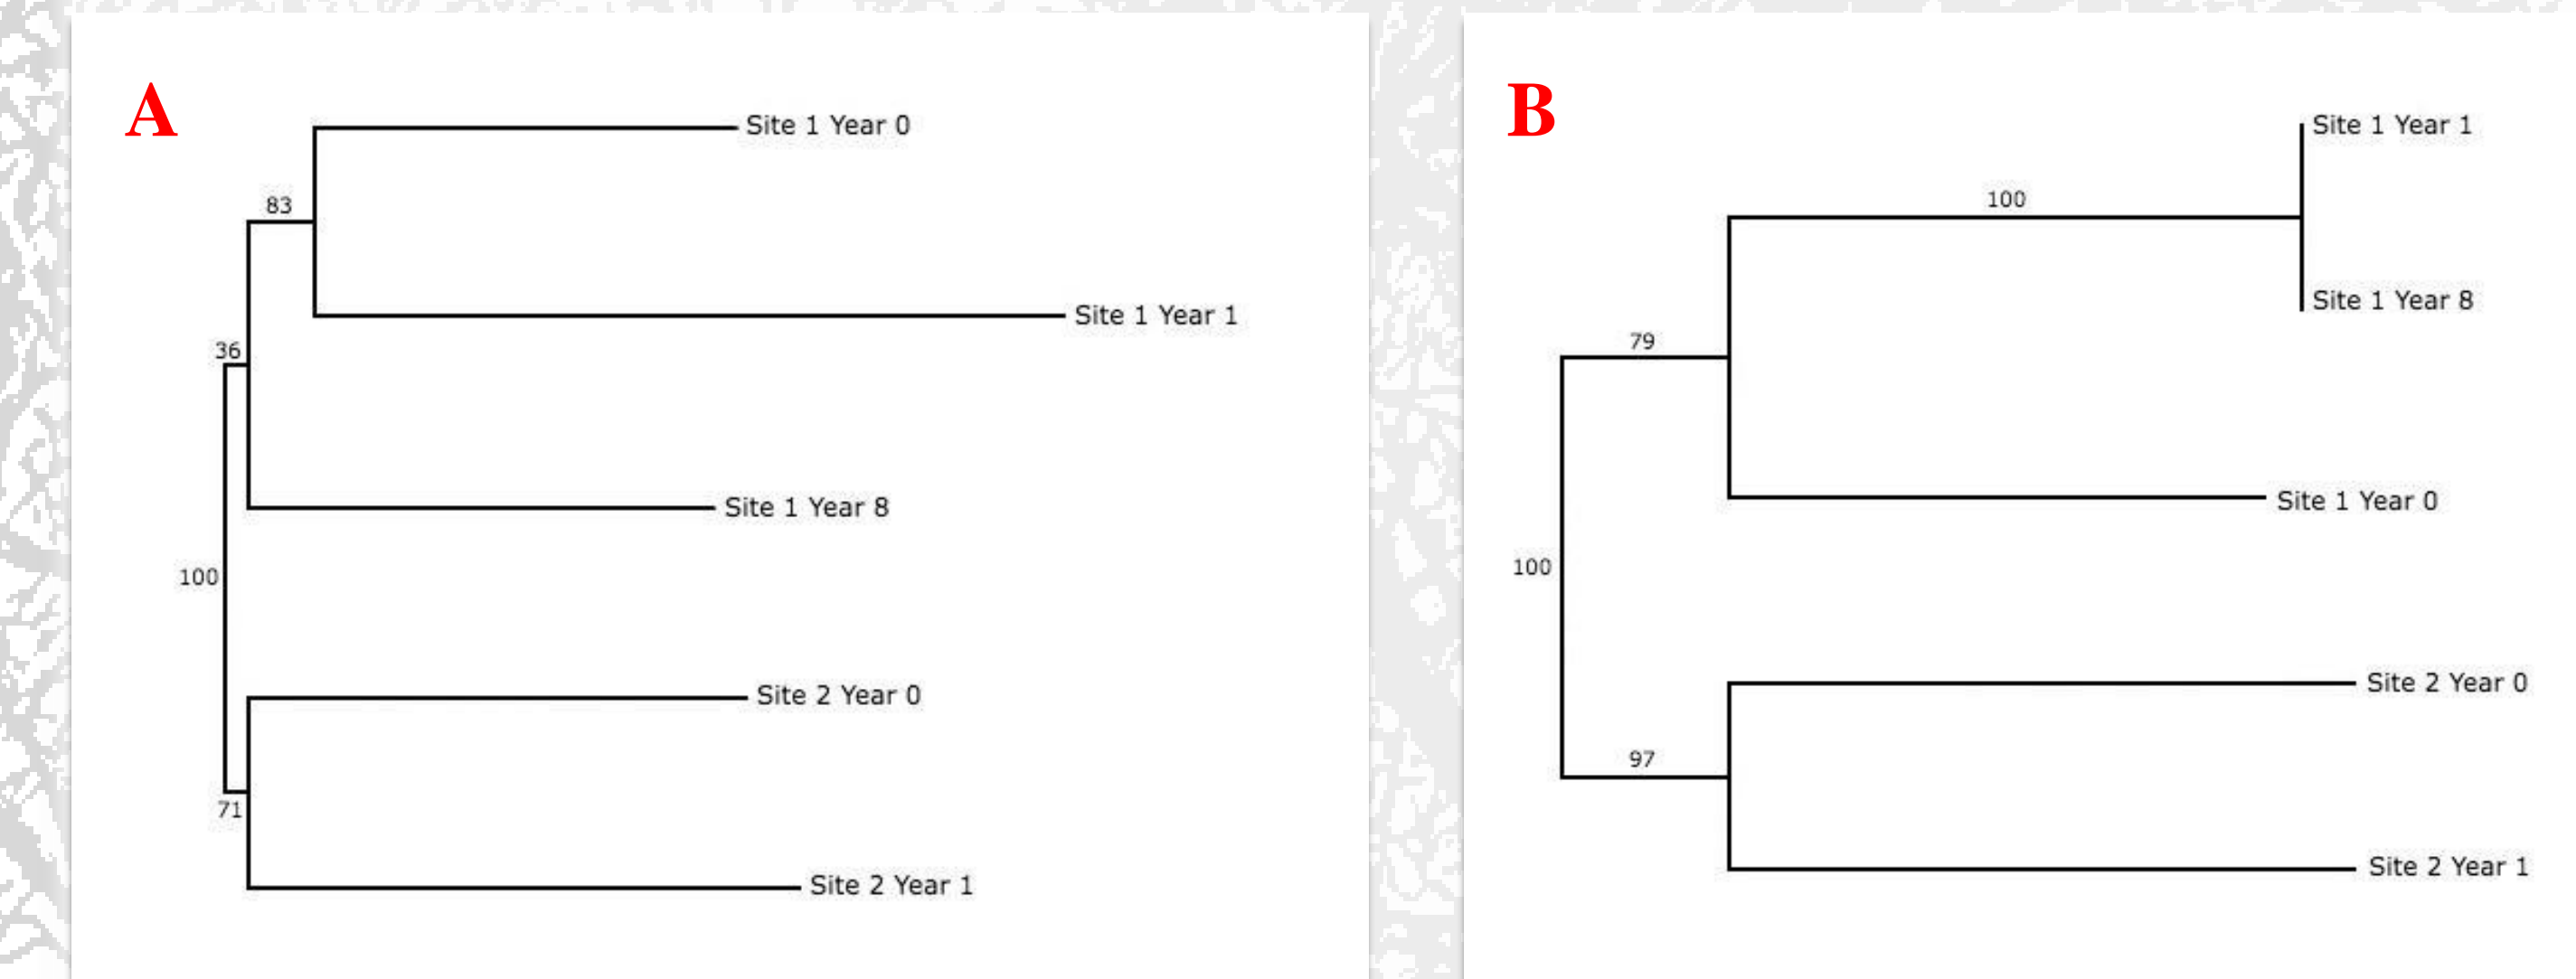 A
Site 1 Year 0
83
Site 1 Year 1
36
Site 1 Year 8
100
Site 2 Year 0
71
Site 2 Year 1
B
Site 1 Year 1
100
Site 1 Year 8
79
Site 1 Year 0
100
Site 2 Year 0
97
Site 2 Year 1